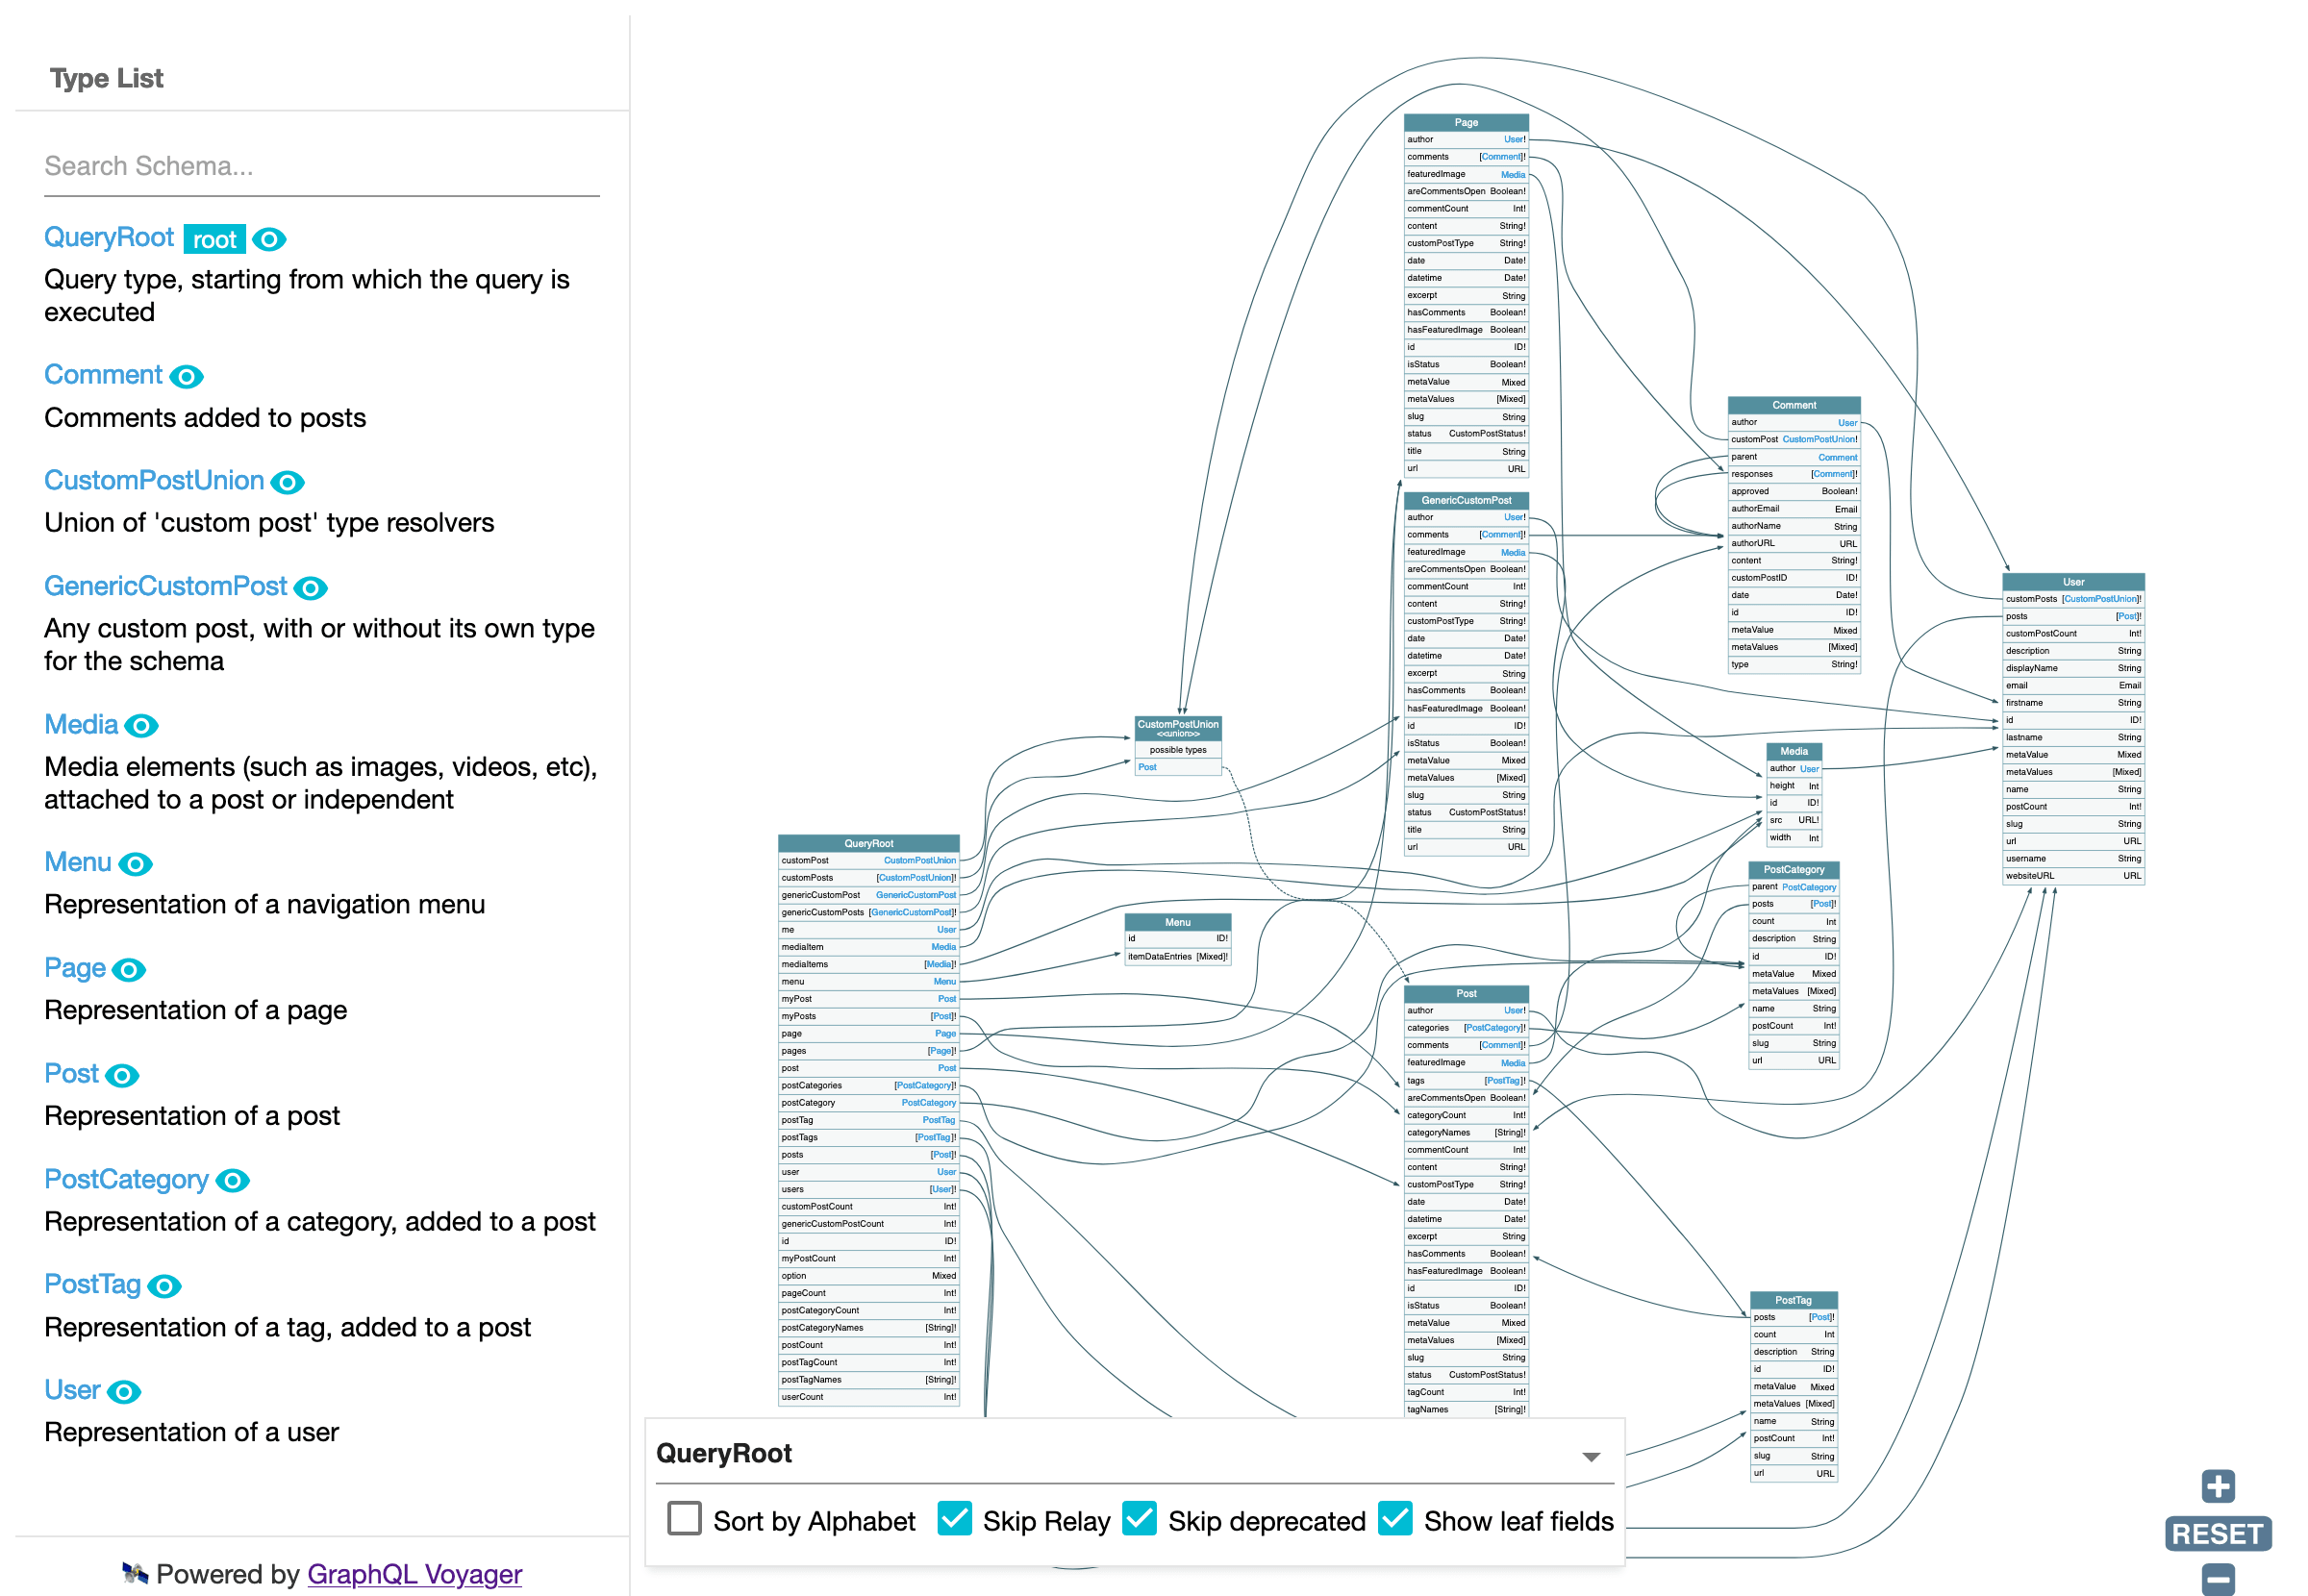 Type List
Search Schema...
QueryRoot root
Query type, starting from which the query is
executed
Comment
Comments added to posts
CustomPostUnion
Union of 'custom post' type resolvers
GenericCustomPost
Any custom post, with or without its own type
for the schema
Media
Media elements (such as images, videos, etc),
attached to a post or independent
Menu
Representation of a navigation menu
Page
Representation of a page
Post
Representation of a post
PostCategory
Representation of a category, added to a post
PostTag
Representation of a tag, added to a post
User
Representation of a user
Powered by GraphQL Voyager
QueryRoot
customPost CustomPostUnion
customPosts [CustomPostUnion]!
genericCustomPost GenericCustomPost
genericCustomPosts [GenericCustomPost]!
me User
mediaItem Media
mediaItems [Media]!
menu Menu
myPost Post
myPosts [Post]!
page Page
pages [Page]!
post Post
postCategories [PostCategory]!
postCategory PostCategory
postTag PostTag
postTags [PostTag]!
posts [Post]!
user User
users [User]!
customPostCount Int!
genericCustomPostCount Int!
id ID!
myPostCount Int!
option Mixed
pageCount Int!
postCategoryCount Int!
postCategoryNames [String]!
postCount Int!
postTagCount Int!
postTagNames [String]!
userCount Int!
CustomPostUnion
<<union>>
possible types
Post
Menu
id ID!
itemDataEntries [Mixed]!
Page
author User!
comments [Comment]!
featuredImage Media
areCommentsOpen Boolean!
commentCount Int!
content String!
customPostType String!
date Date!
datetime Date!
excerpt String
hasComments Boolean!
hasFeaturedImage Boolean!
id ID!
isStatus Boolean!
metaValue Mixed
metaValues [Mixed]
slug String
status CustomPostStatus!
title String
url URL
GenericCustomPost
author User!
comments [Comment]!
featuredImage Media
areCommentsOpen Boolean!
commentCount Int!
content String!
customPostType String!
date Date!
datetime Date!
excerpt String
hasComments Boolean!
hasFeaturedImage Boolean!
id ID!
isStatus Boolean!
metaValue Mixed
metaValues [Mixed]
slug String
status CustomPostStatus!
title String
url URL
Post
author User!
categories [PostCategory]!
comments [Comment]!
featuredImage Media
tags [PostTag]!
areCommentsOpen Boolean!
categoryCount Int!
categoryNames [String]!
commentCount Int!
content String!
customPostType String!
date Date!
datetime Date!
excerpt String
hasComments Boolean!
hasFeaturedImage Boolean!
id ID!
isStatus Boolean!
metaValue Mixed
metaValues [Mixed]
slug String
status CustomPostStatus!
tagCount Int!
tagNames [String]!
Comment
author User
customPost CustomPostUnion!
parent Comment
responses [Comment]!
approved Boolean!
authorEmail Email
authorName String
authorURL URL
content String!
customPostID ID!
date Date!
id ID!
metaValue Mixed
metaValues [Mixed]
type String!
Media
author User
height Int
id ID!
src URL!
width Int
PostCategory
parent PostCategory
posts [Post]!
count Int
description String
id ID!
metaValue Mixed
metaValues [Mixed]
name String
postCount Int!
slug String
url URL
PostTag
posts [Post]!
count Int
description String
id ID!
metaValue Mixed
metaValues [Mixed]
name String
postCount Int!
slug String
url URL
User
customPosts [CustomPostUnion]!
posts [Post]!
customPostCount Int!
description String
displayName String
email Email
firstname String
id ID!
lastname String
metaValue Mixed
metaValues [Mixed]
name String
postCount Int!
slug String
url URL
username String
websiteURL URL
QueryRoot
Sort by Alphabet Skip Relay Skip deprecated Show leaf fields
RESET